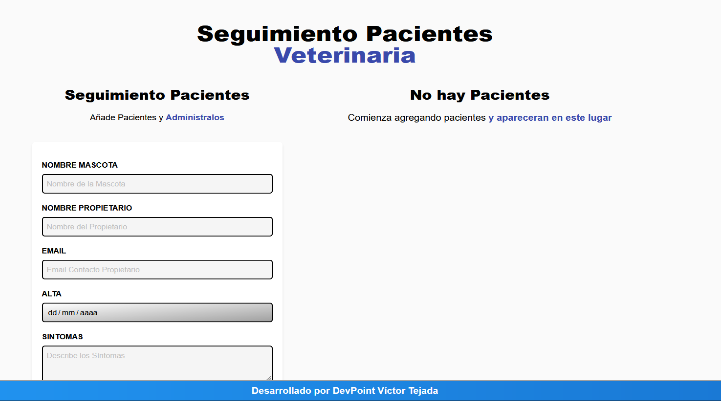 Seguimiento Pacientes
Veterinaria
Seguimiento Pacientes
Añade Pacientes y Administralos
No hay Pacientes
Comienza agregando pacientes y apareceran en este lugar
NOMBRE MASCOTA
Nombre de la Mascota
NOMBRE PROPIETARIO
Nombre del Propietario
EMAIL
Email Contacto Propietario
ALTA
dd/mm/aaaa
SINTOMAS
Describe los Síntomas
Desarrollado por DevPoint Víctor Tejada